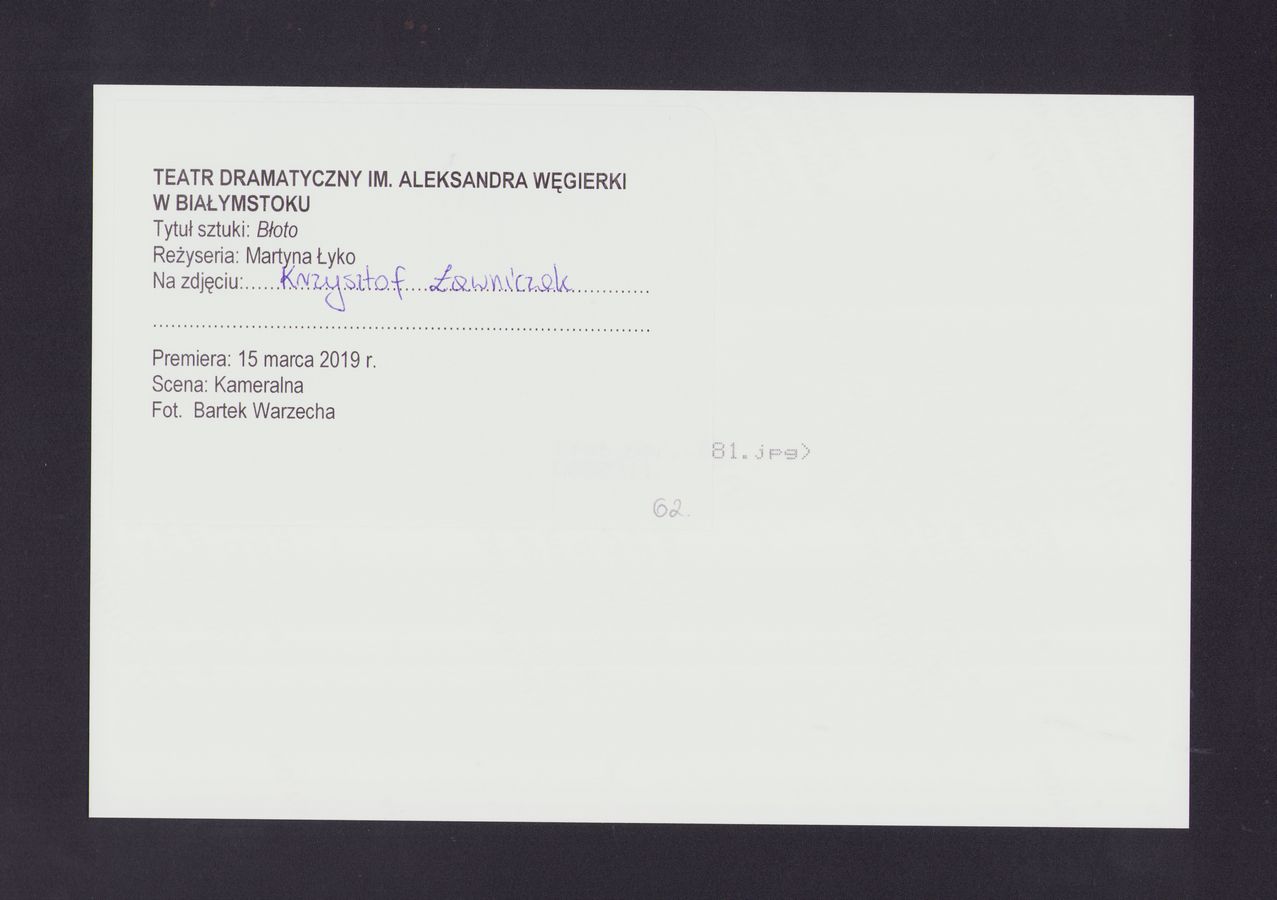 TEATR DRAMATYCZNY IM. ALEKSANDRA WĘGIERKI
W BIAŁYMSTOKU
Tytuł sztuki: Błoto
Reżyseria: Martyna Łyko
Na zdjęciu:.....Krzysztof Ławniczak.............
...................................................................................
Premiera: 15 marca 2019 r.
Scena: Kameralna
Fot. Bartek Warzecha
81.jpg)
62.